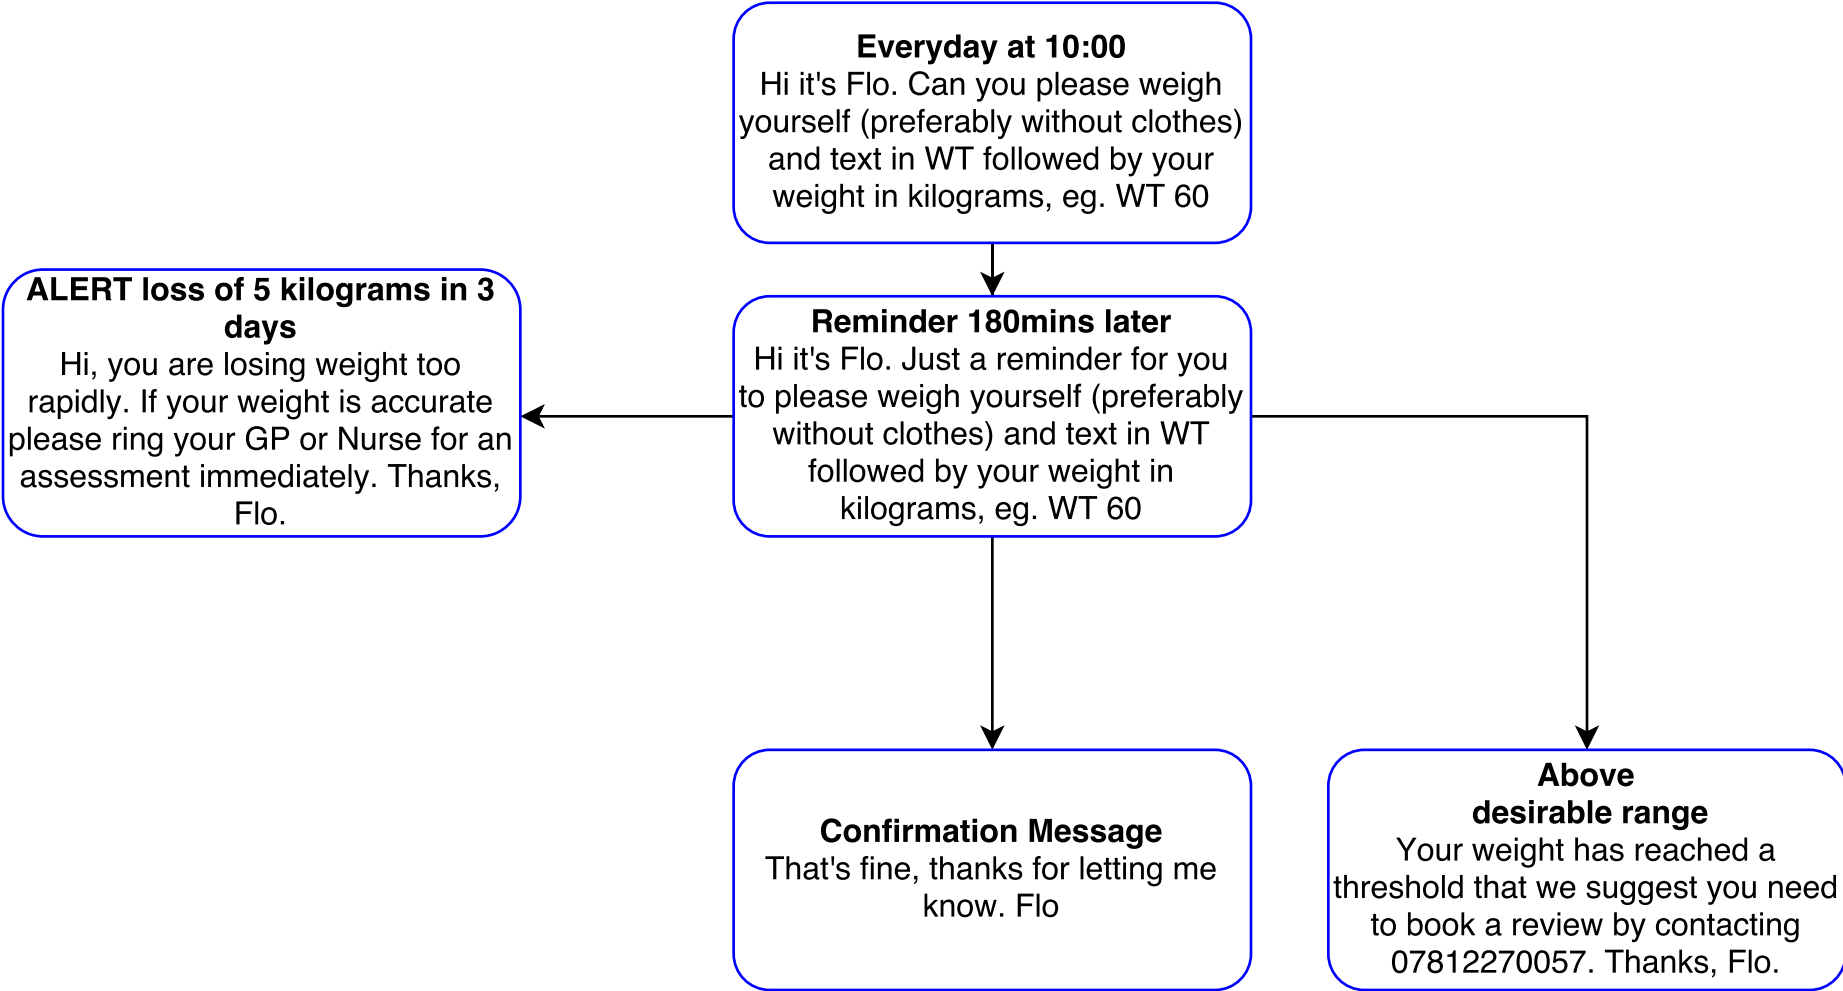 Everyday at 10:00
Hi it's Flo. Can you please weigh
yourself (preferably without clothes)
and text in WT followed by your
weight in kilograms, eg. WT 60
ALERT loss of 5 kilograms in 3
days
Hi, you are losing weight too
rapidly. If your weight is accurate
please ring your GP or Nurse for an
assessment immediately. Thanks,
Flo.
Reminder 180mins later
Hi it's Flo. Just a reminder for you
to please weigh yourself (preferably
without clothes) and text in WT
followed by your weight in
kilograms, eg. WT 60
Confirmation Message
That's fine, thanks for letting me
know. Flo
Above
desirable range
Your weight has reached a
threshold that we suggest you need
to book a review by contacting
07812270057. Thanks, Flo.